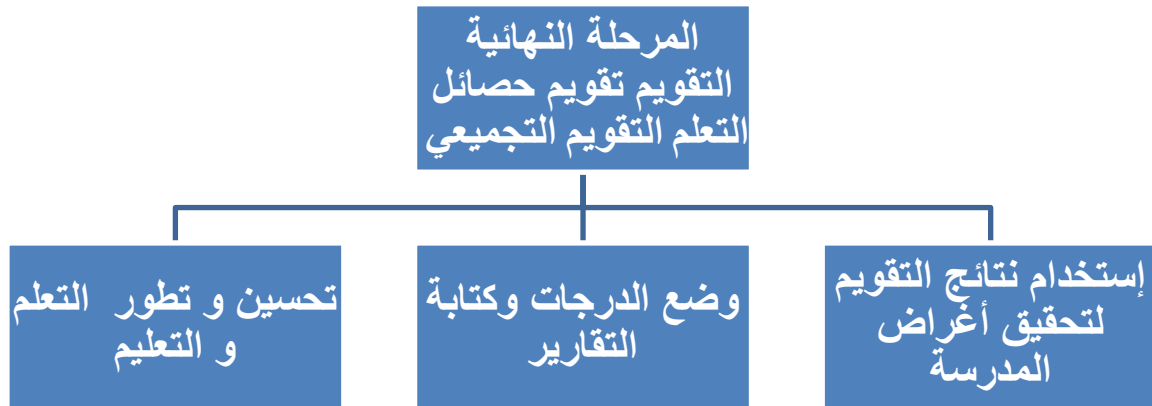 المرحلة النهائية
التقويم تقويم حصائل
التعلم التقويم التجميعي
إستخدام نتائج التقويم
لتحقيق أغراض
المدرسة
وضع الدرجات وكتابة
التقارير
تحسين و تطور التعلم
و التعليم